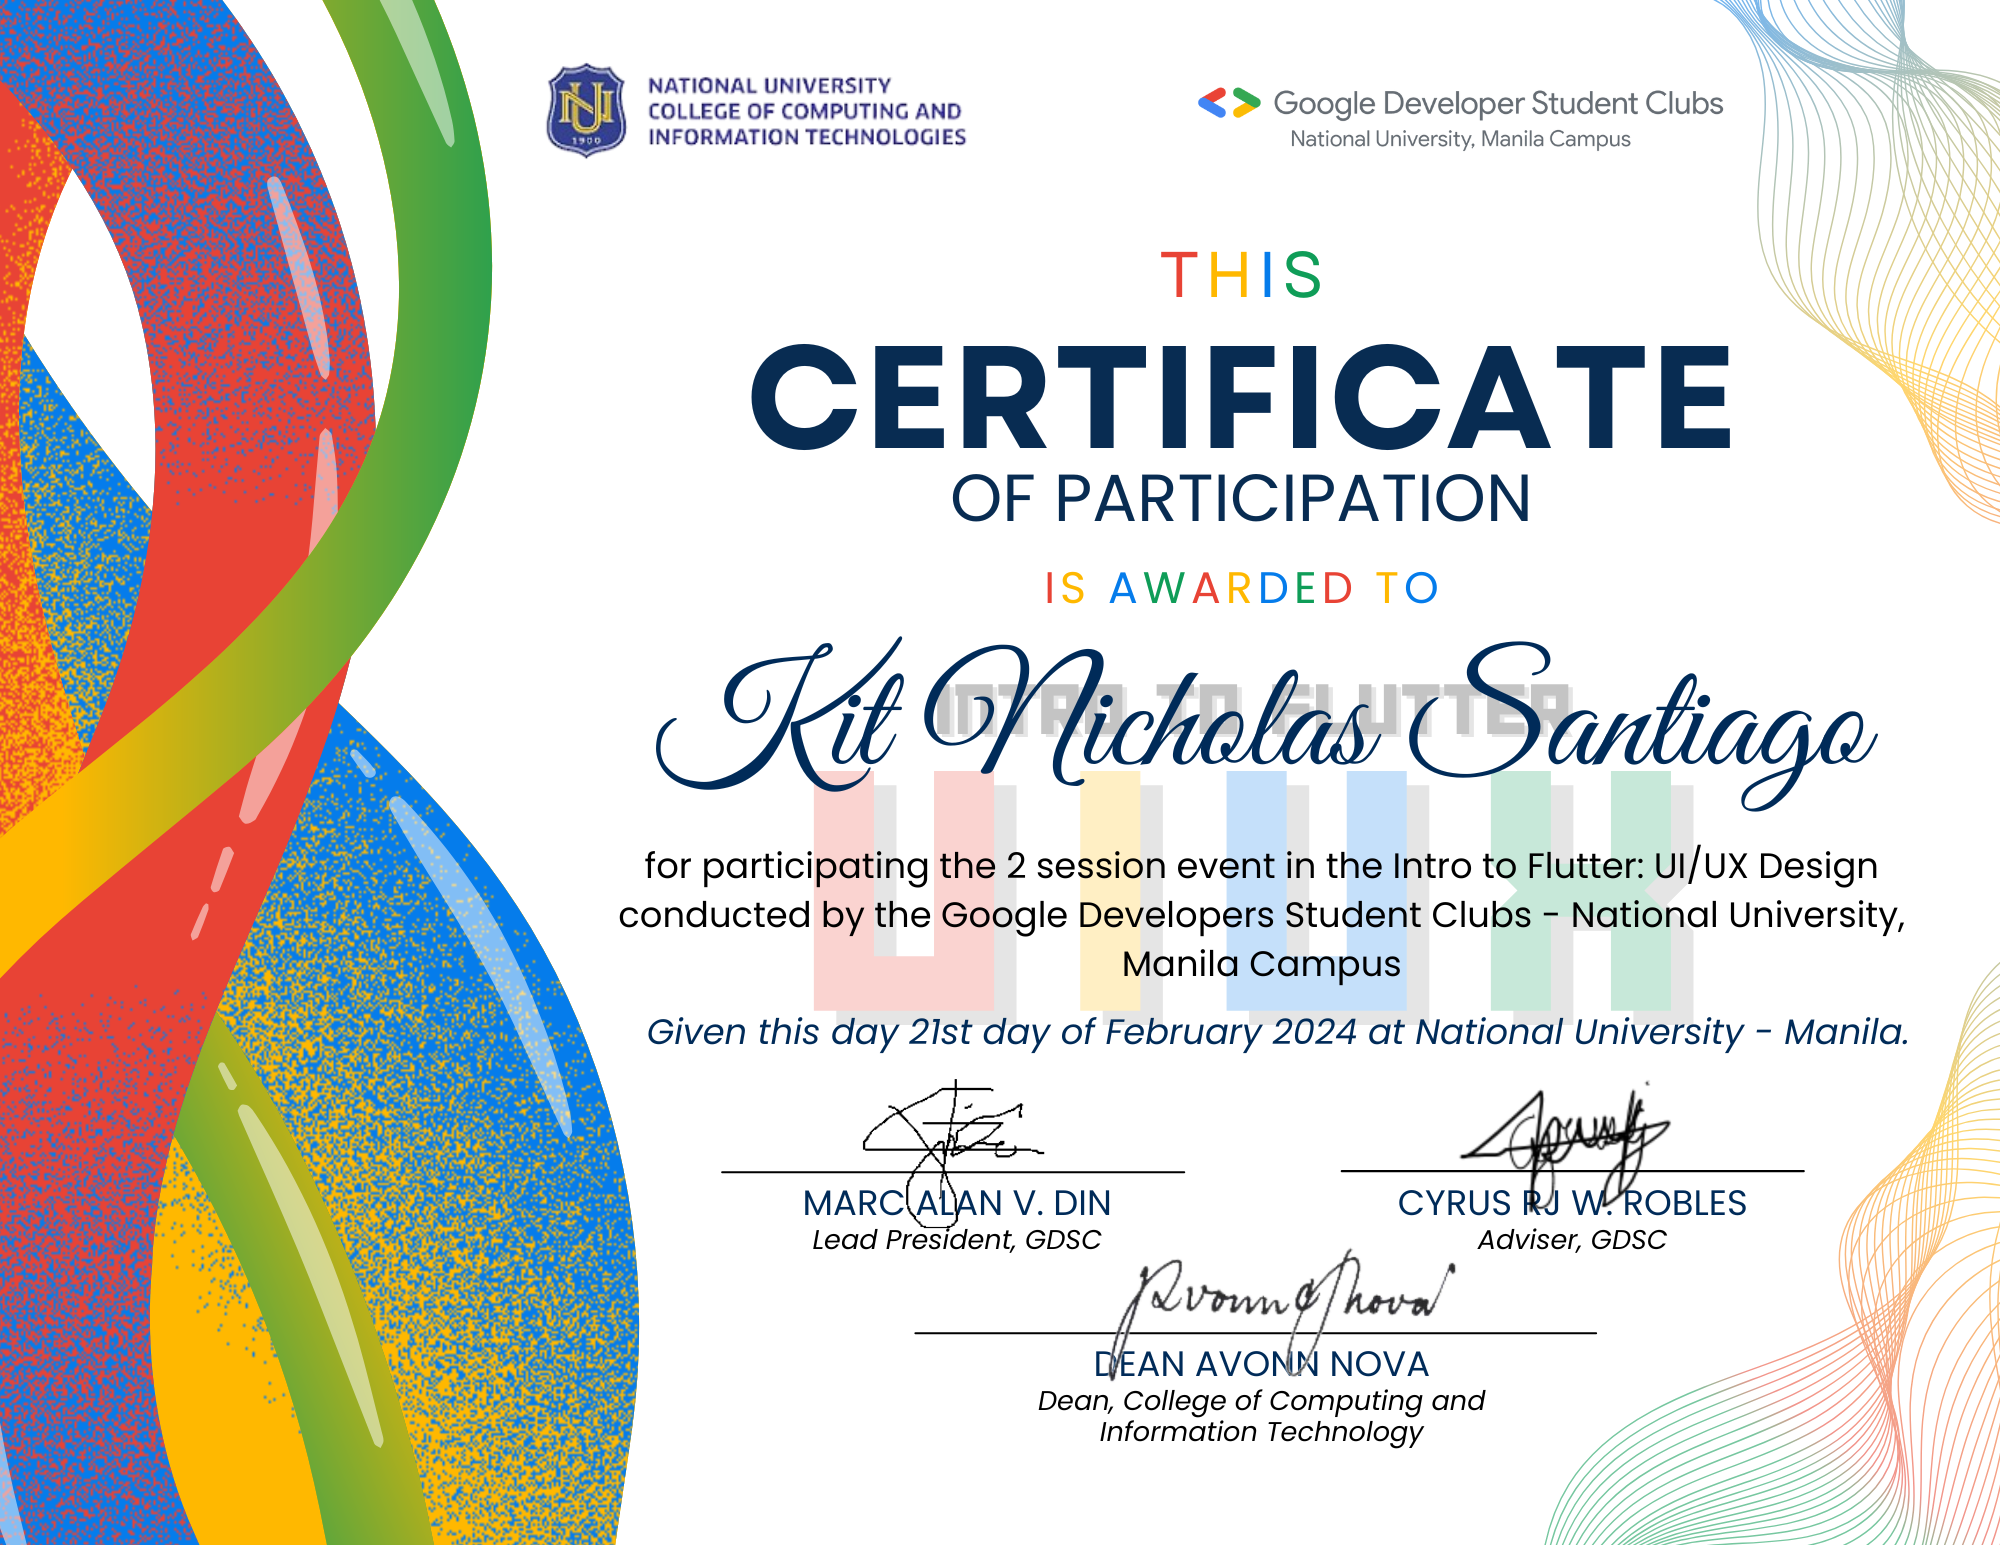 NATIONAL UNIVERSITY
COLLEGE OF COMPUTING AND
INFORMATION TECHNOLOGIES
1900
Google Developer Student Clubs
National University, Manila Campus
THIS
CERTIFICATE
OF PARTICIPATION
IS AWARDED TO
Kit Nicholas Santiago
INTRO TO FLUTTER
UI UX
for participating the 2 session event in the Intro to Flutter: UI/UX Design
conducted by the Google Developers Student Clubs - National University,
Manila Campus
Given this day 21st day of February 2024 at National University - Manila.
MARC ALAN V. DIN
Lead President, GDSC
CYRUS RJ W. ROBLES
Adviser, GDSC
DEAN AVONN NOVA
Dean, College of Computing and
Information Technology